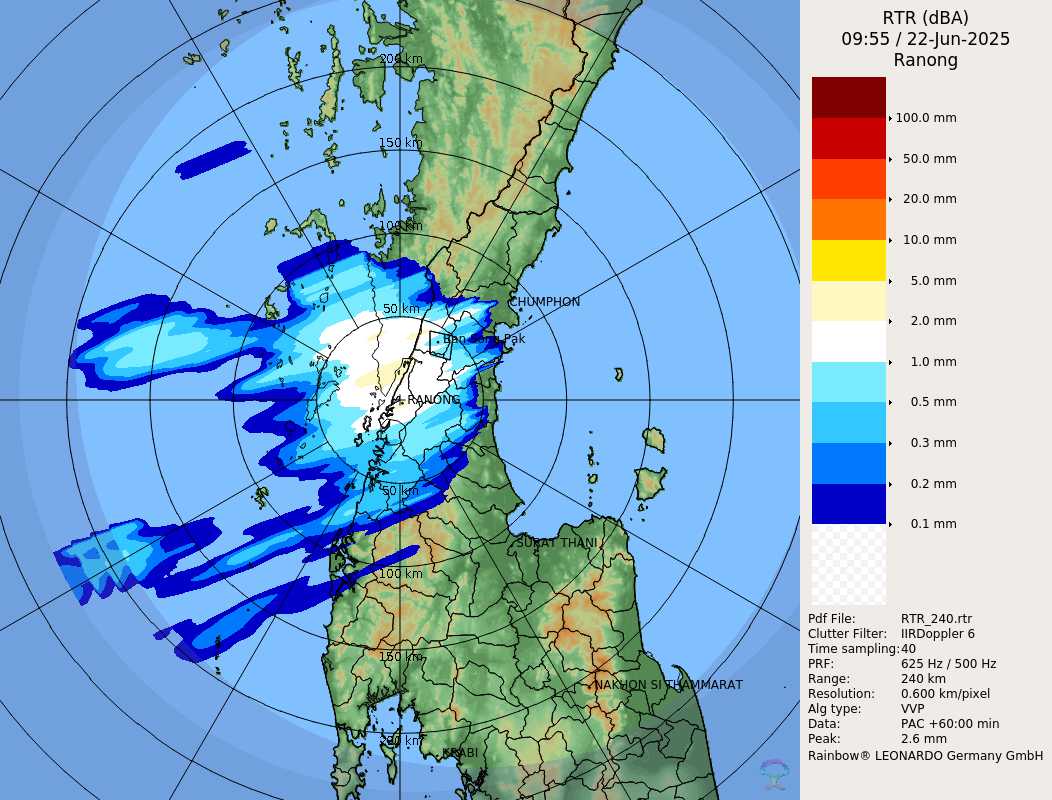 RTR (dBA)
09:55 / 22-Jun-2025
Ranong
100.0 mm
50.0 mm
20.0 mm
10.0 mm
5.0 mm
2.0 mm
1.0 mm
0.5 mm
0.3 mm
0.2 mm
0.1 mm
Pdf File: RTR_240.rtr
Clutter Filter: IIRDoppler 6
Time sampling:40
PRF: 625 Hz / 500 Hz
Range: 240 km
Resolution: 0.600 km/pixel
Alg type: VVP
Data: PAC +60:00 min
Peak: 2.6 mm
Rainbow® LEONARDO Germany GmbH
200 km
150 km
100 km
50 km
CHUMPHON
RANONG
50 km
SURAT THANI
100 km
150 km
NAKHON SI THAMMARAT
200 km
KRABI